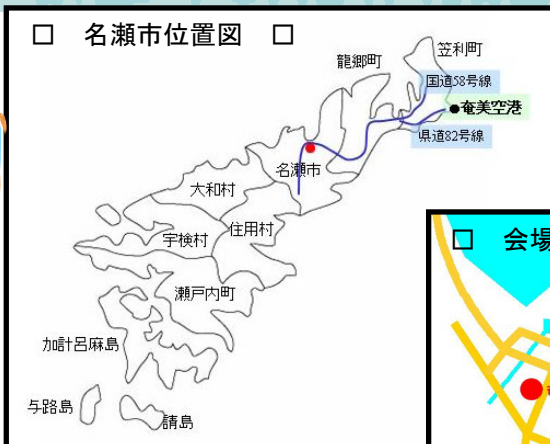 □ 名瀬市位置図 □
笠利町
龍郷町
国道58号線
奄美空港
県道82号線
名瀬市
大和村
住用村
宇検村
瀬戸内町
加計呂麻島
与路島
請島
□ 会場